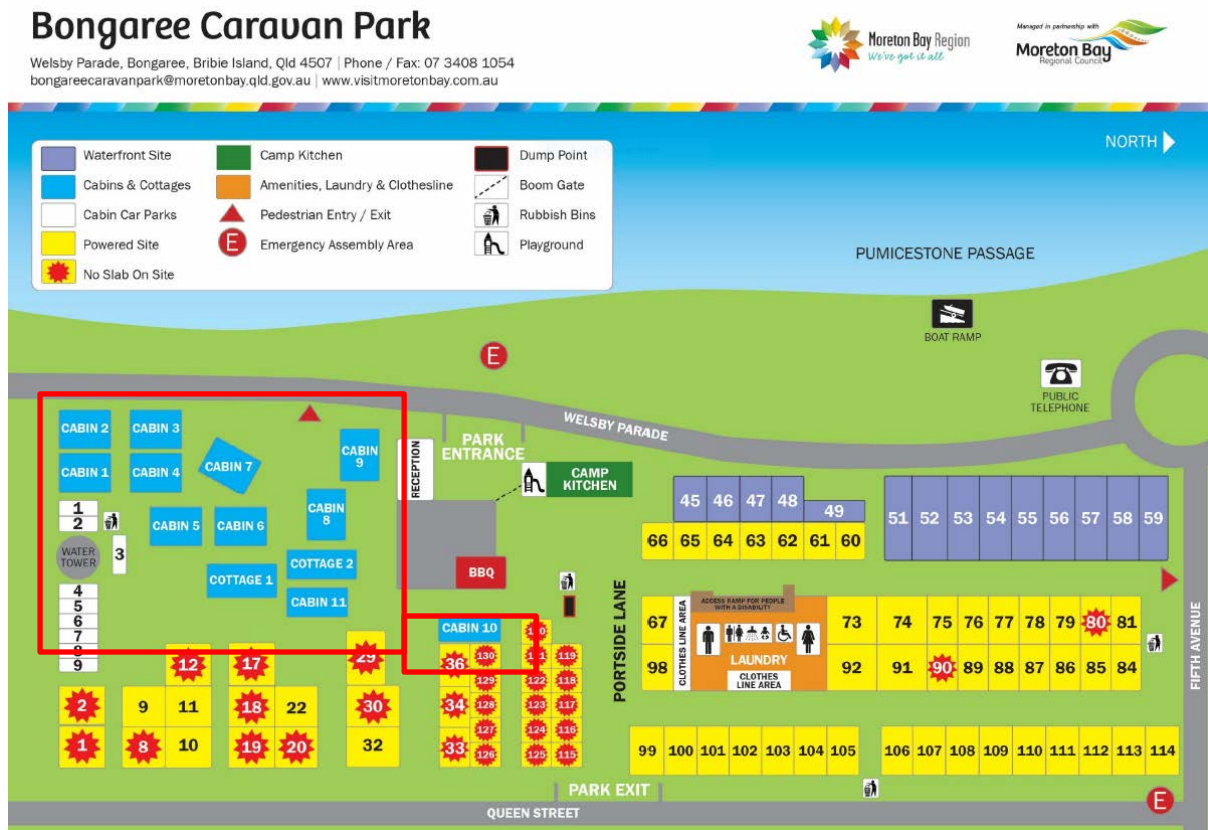 Bongaree Caravan Park
Welsby Parade, Bongaree, Bribie Island, Qld 4507 | Phone / Fax: 07 3408 1054
bongareecaravanpark@moretonbay.qld.gov.au | www.visitmoretonbay.com.au
Moreton Bay Region
We've got it all
Managed in partnership with
Moreton Bay
Regional Council
NORTH
Waterfront Site
Cabins & Cottages
Cabin Car Parks
Powered Site
No Slab On Site
Camp Kitchen
Amenities, Laundry & Clothesline
Pedestrian Entry / Exit
E
Emergency Assembly Area
Dump Point
Boom Gate
Rubbish Bins
Playground
PUMICESTONE PASSAGE
BOAT RAMP
E
PUBLIC
TELEPHONE
WELSBY PARADE
PARK
ENTRANCE
RECEPTION
CAMP
KITCHEN
CABIN 2
CABIN 3
CABIN 1
CABIN 4
CABIN 7
CABIN
9
CABIN
8
CABIN 5
CABIN 6
1
2
3
WATER
TOWER
COTTAGE 1
COTTAGE 2
CABIN 11
BBQ
4
5
6
7
8
9
CABIN 10
45 46 47 48 49
66 65 64 63 62 61 60
51 52 53 54 55 56 57 58 59
PORTSIDE LANE
FIFTH AVENUE
ACCESS RAMP FOR PEOPLE
WITH A DISABILITY
CLOTHES LINE AREA
LAUNDRY
CLOTHES
LINE AREA
67 73 74 75 76 77 78 79 80 81
98 92 91 90 89 88 87 86 85 84
12 17 29 36 130 119
2 9 11 18 22 30 34
1 8 10 19 20 32 33
129 122 118
128 123 117
127 124 116
126 125 115
99 100 101 102 103 104 105
106 107 108 109 110 111 112 113 114
PARK EXIT
QUEEN STREET
E